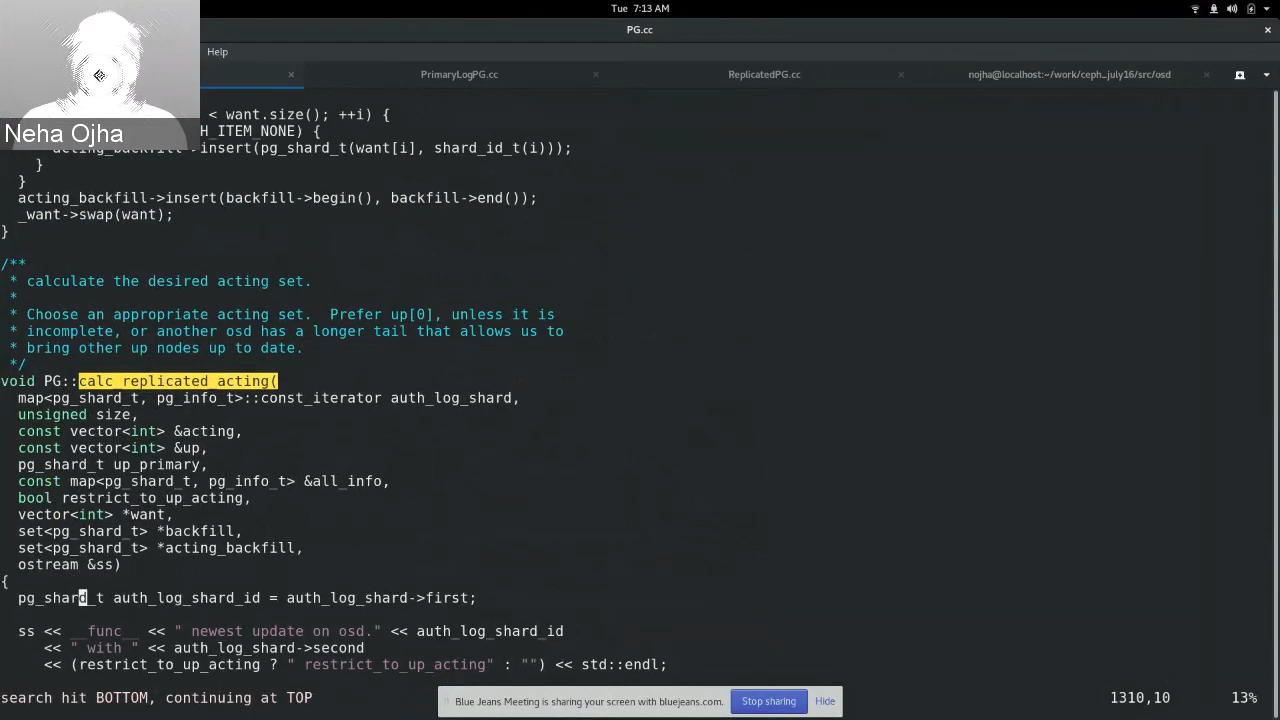 Tue 7:13 AM
PG.cc
Help
PrimaryLogPG.cc
ReplicatedPG.cc
nojha@localhost:~/work/ceph_july16/src/osd
Neha Ojha
< want.size(); ++i) {
H_ITEM_NONE) {
acting_backfill->insert(pg_shard_t(want[i], shard_id_t(i)));
}
}
acting_backfill->insert(backfill->begin(), backfill->end());
_want->swap(want);
}
/**
* calculate the desired acting set.
*
* Choose an appropriate acting set.  Prefer up[0], unless it is
* incomplete, or another osd has a longer tail that allows us to
* bring other up nodes up to date.
*/
void PG::calc_replicated_acting(
map<pg_shard_t, pg_info_t>::const_iterator auth_log_shard,
unsigned size,
const vector<int> &acting,
const vector<int> &up,
pg_shard_t up_primary,
const map<pg_shard_t, pg_info_t> &all_info,
bool restrict_to_up_acting,
vector<int> *want,
set<pg_shard_t> *backfill,
set<pg_shard_t> *acting_backfill,
ostream &ss)
{
pg_shard_t auth_log_shard_id = auth_log_shard->first;
ss << __func__ << " newest update on osd." << auth_log_shard_id
<< " with " << auth_log_shard->second
<< (restrict_to_up_acting ? " restrict_to_up_acting" : "") << std::endl;
search hit BOTTOM, continuing at TOP
1310,10
13%
Blue Jeans Meeting is sharing your screen with bluejeans.com.
Stop sharing
Hide